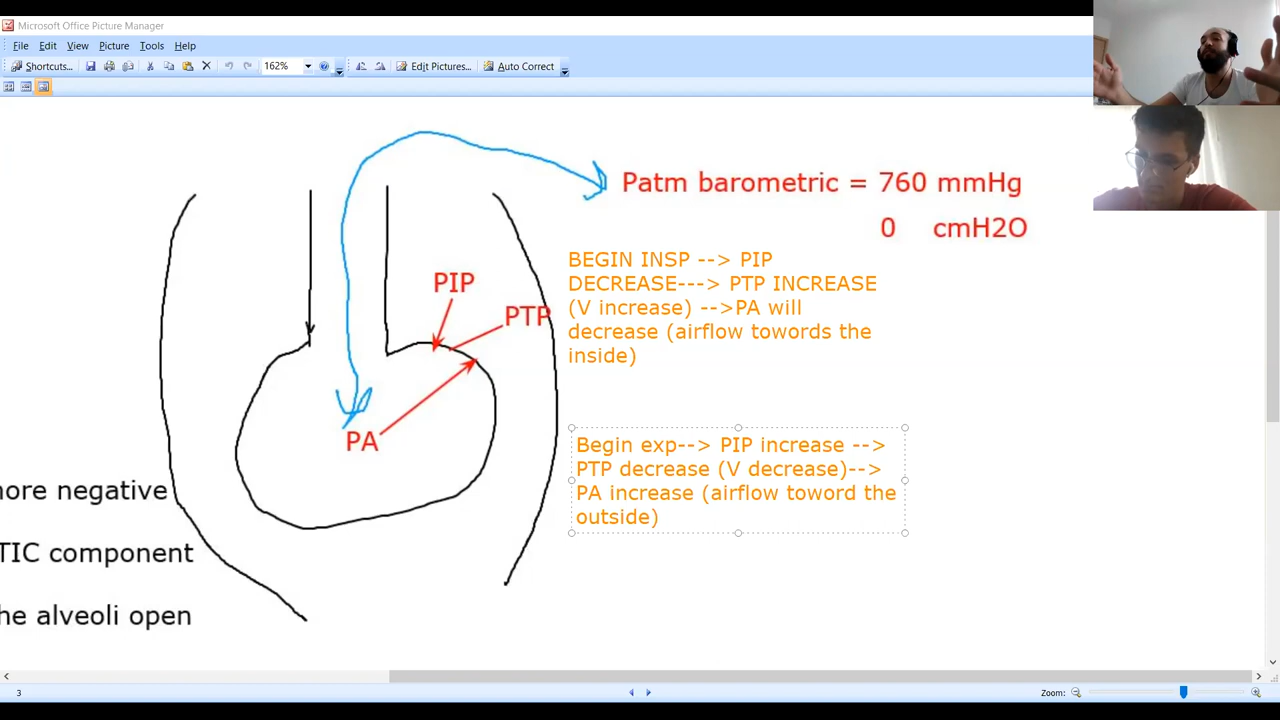 Microsoft Office Picture Manager
File Edit View Picture Tools Help
Shortcuts... 162% Edit Pictures... Auto Correct
Patm barometric = 760 mmHg
0 cmH2O
BEGIN INSP --> PIP
DECREASE---> PTP INCREASE
(V increase) -->PA will
decrease (airflow towords the
inside)
PIP
PTP
PA
Begin exp--> PIP increase -->
PTP decrease (V decrease)-->
PA increase (airflow toword the
outside)
more negative
TIC component
he alveoli open
3
Zoom: